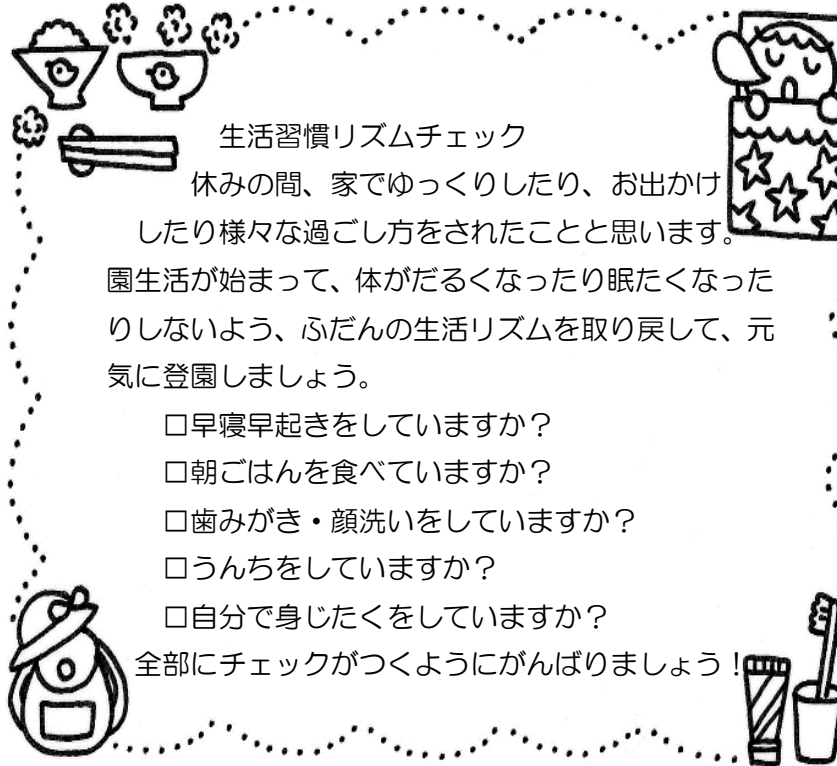 生活習慣リズムチェック
休みの間、家でゆっくりしたり、お出かけ
したり様々な過ごし方をされたことと思います。
園生活が始まって、体がだるくなったり眠たくなった
りしないよう、ふだんの生活リズムを取り戻して、元
気に登園しましょう。
□早寝早起きをしていますか？
□朝ごはんを食べていますか？
□歯みがき・顔洗いをしていますか？
□うんちをしていますか？
□自分で身じたくをしていますか？
全部にチェックがつくようにがんばりましょう！